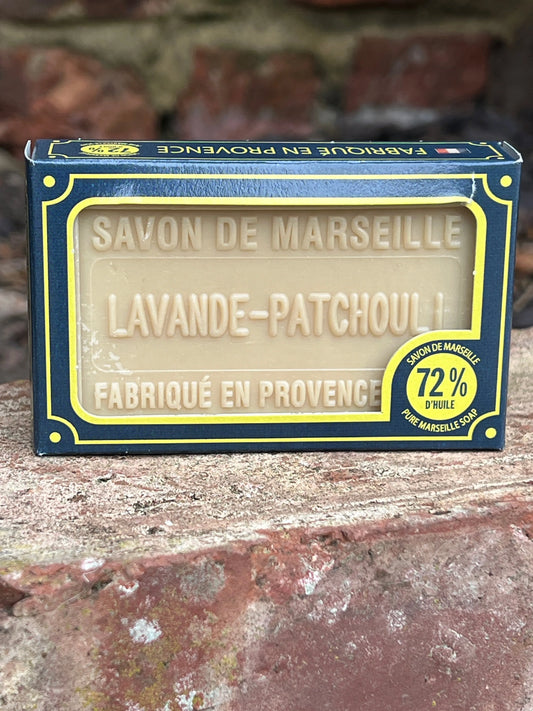 FABRIQUÉ EN PROVENCE
SAVON DE MARSEILLE
LAVANDE-PATCHOULI
FABRIQUÉ EN PROVENCE
SAVON DE MARSEILLE
72%
D'HUILE
PURE MARSEILLE SOAP